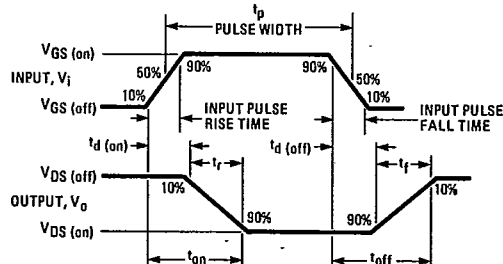 tp
PULSE WIDTH
VGS (on)
90% 90%
50% 50%
INPUT, Vi
10% 10%
VGS (off)
INPUT PULSE
RISE TIME
INPUT PULSE
FALL TIME
td (on) td (off)
tr tf
VDS (off)
10% 10%
OUTPUT, Vo
90% 90%
VDS (on)
ton toff